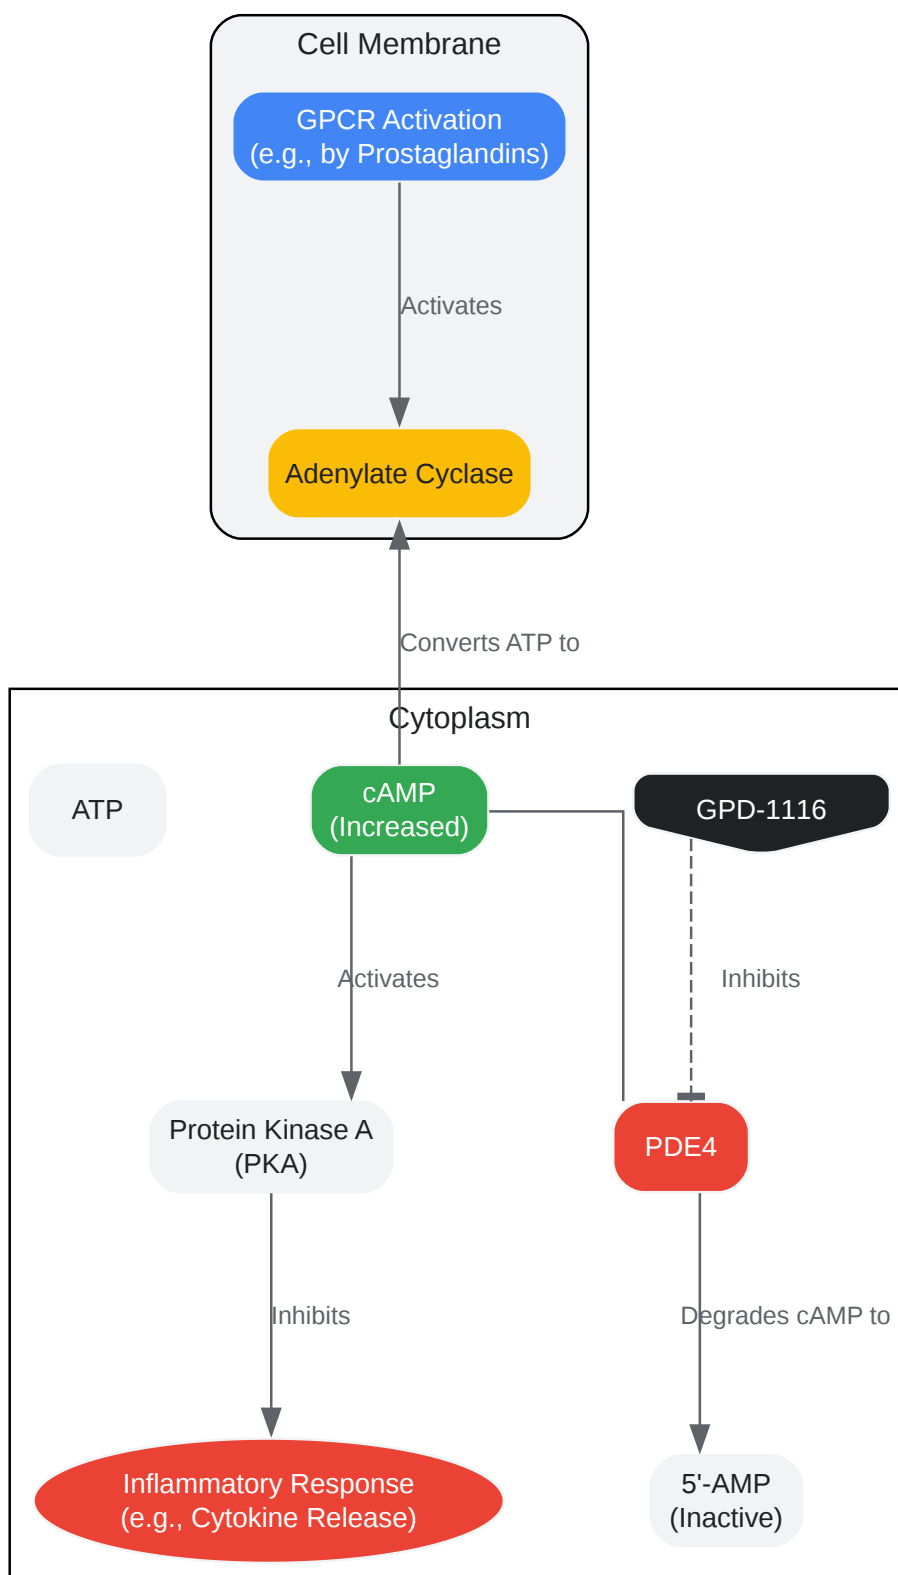 Cell Membrane
GPCR Activation
(e.g., by Prostaglandins)
Activates
Adenylate Cyclase
Converts ATP to
Cytoplasm
ATP
cAMP
(Increased)
GPD-1116
Activates
Inhibits
Protein Kinase A
(PKA)
PDE4
Inhibits
Degrades cAMP to
Inflammatory Response
(e.g., Cytokine Release)
5'-AMP
(Inactive)